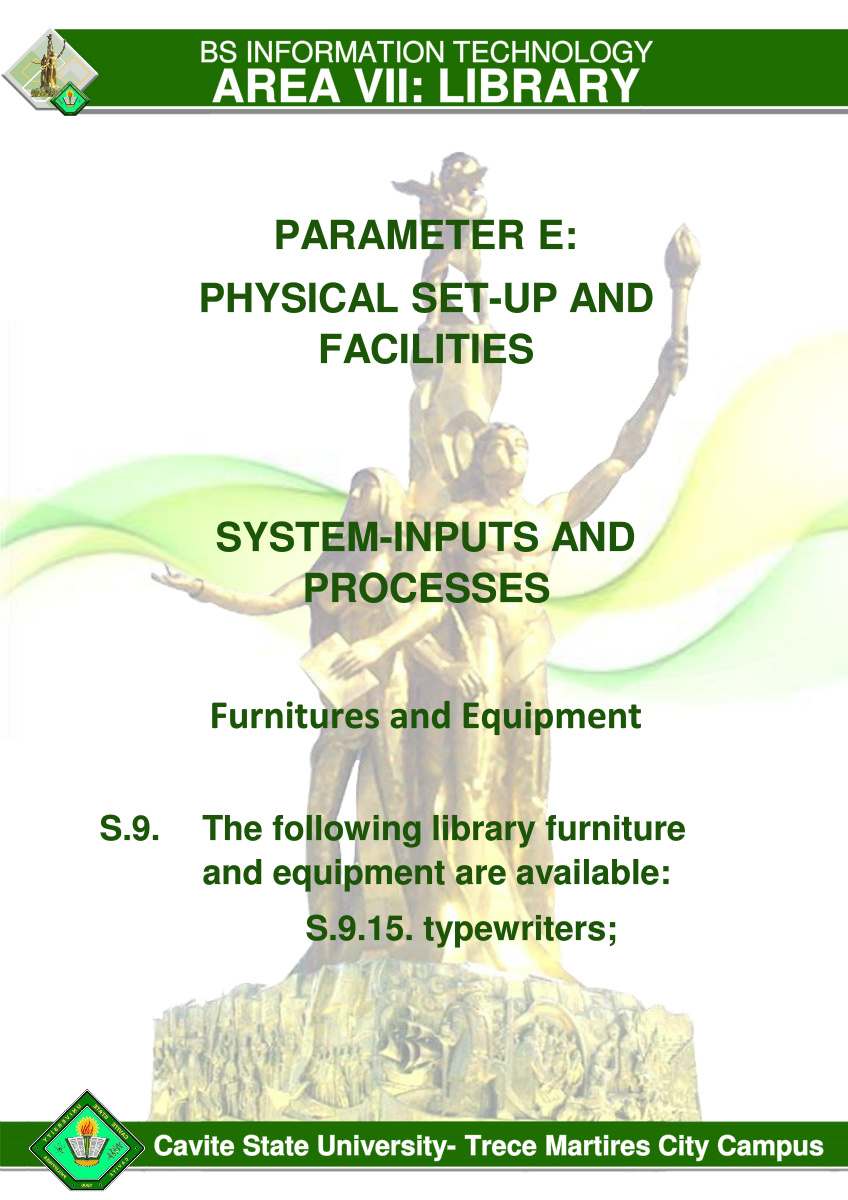 BS INFORMATION TECHNOLOGY
AREA VII: LIBRARY
PARAMETER E:
PHYSICAL SET-UP AND
FACILITIES
SYSTEM-INPUTS AND
PROCESSES
Furnitures and Equipment
S.9. The following library furniture
and equipment are available:
S.9.15. typewriters;
Cavite State University- Trece Martires City Campus